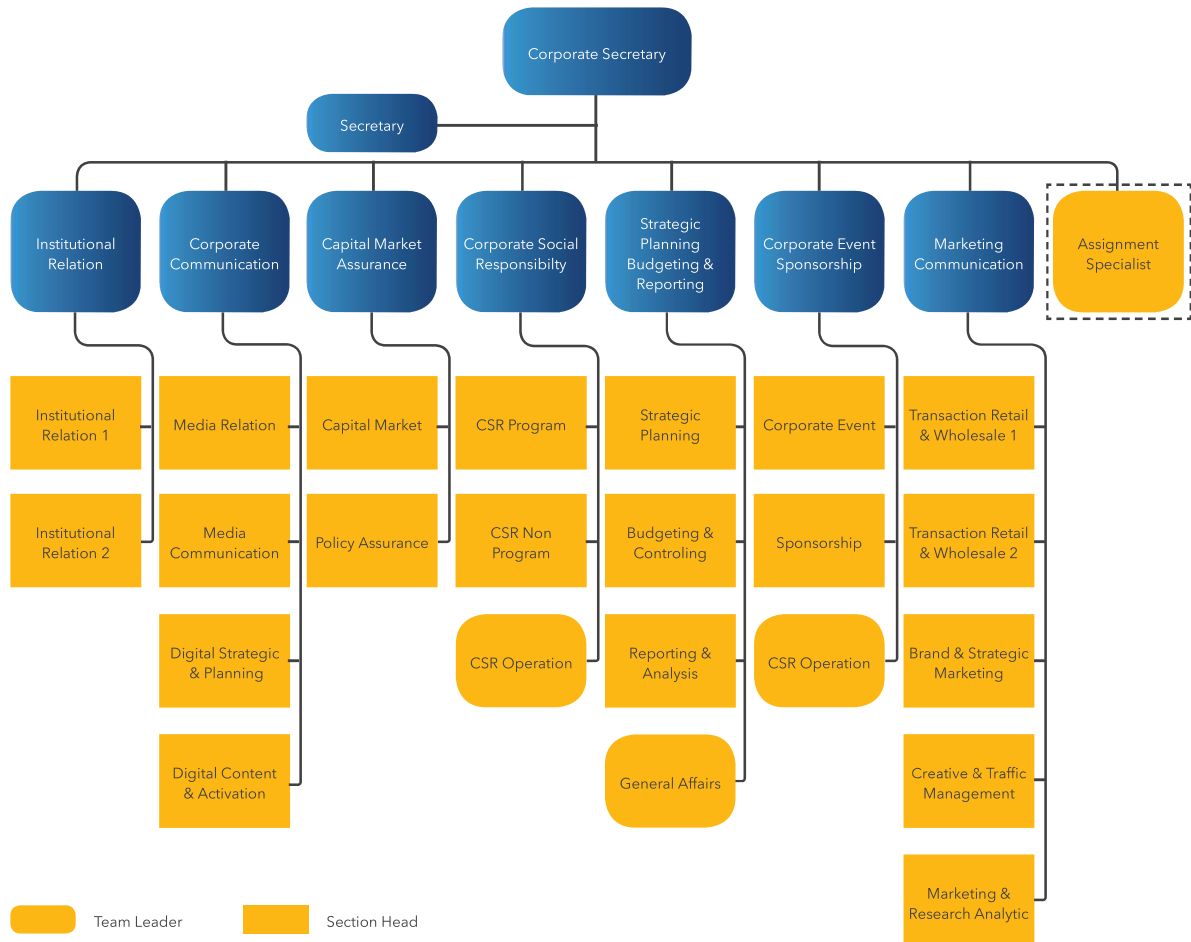 Corporate Secretary
Secretary
Institutional
Relation
Corporate
Communication
Capital Market
Assurance
Corporate Social
Responsibilty
Strategic
Planning
Budgeting &
Reporting
Corporate Event
Sponsorship
Marketing
Communication
Assignment
Specialist
Institutional
Relation 1
Media Relation
Capital Market
CSR Program
Strategic
Planning
Corporate Event
Transaction Retail
& Wholesale 1
Institutional
Relation 2
Media
Communication
Policy Assurance
CSR Non
Program
Budgeting &
Controling
Sponsorship
Transaction Retail
& Wholesale 2
Digital Strategic
& Planning
CSR Operation
Reporting &
Analysis
CSR Operation
Brand & Strategic
Marketing
Digital Content
& Activation
General Affairs
Creative & Traffic
Management
Marketing &
Research Analytic
Team Leader
Section Head